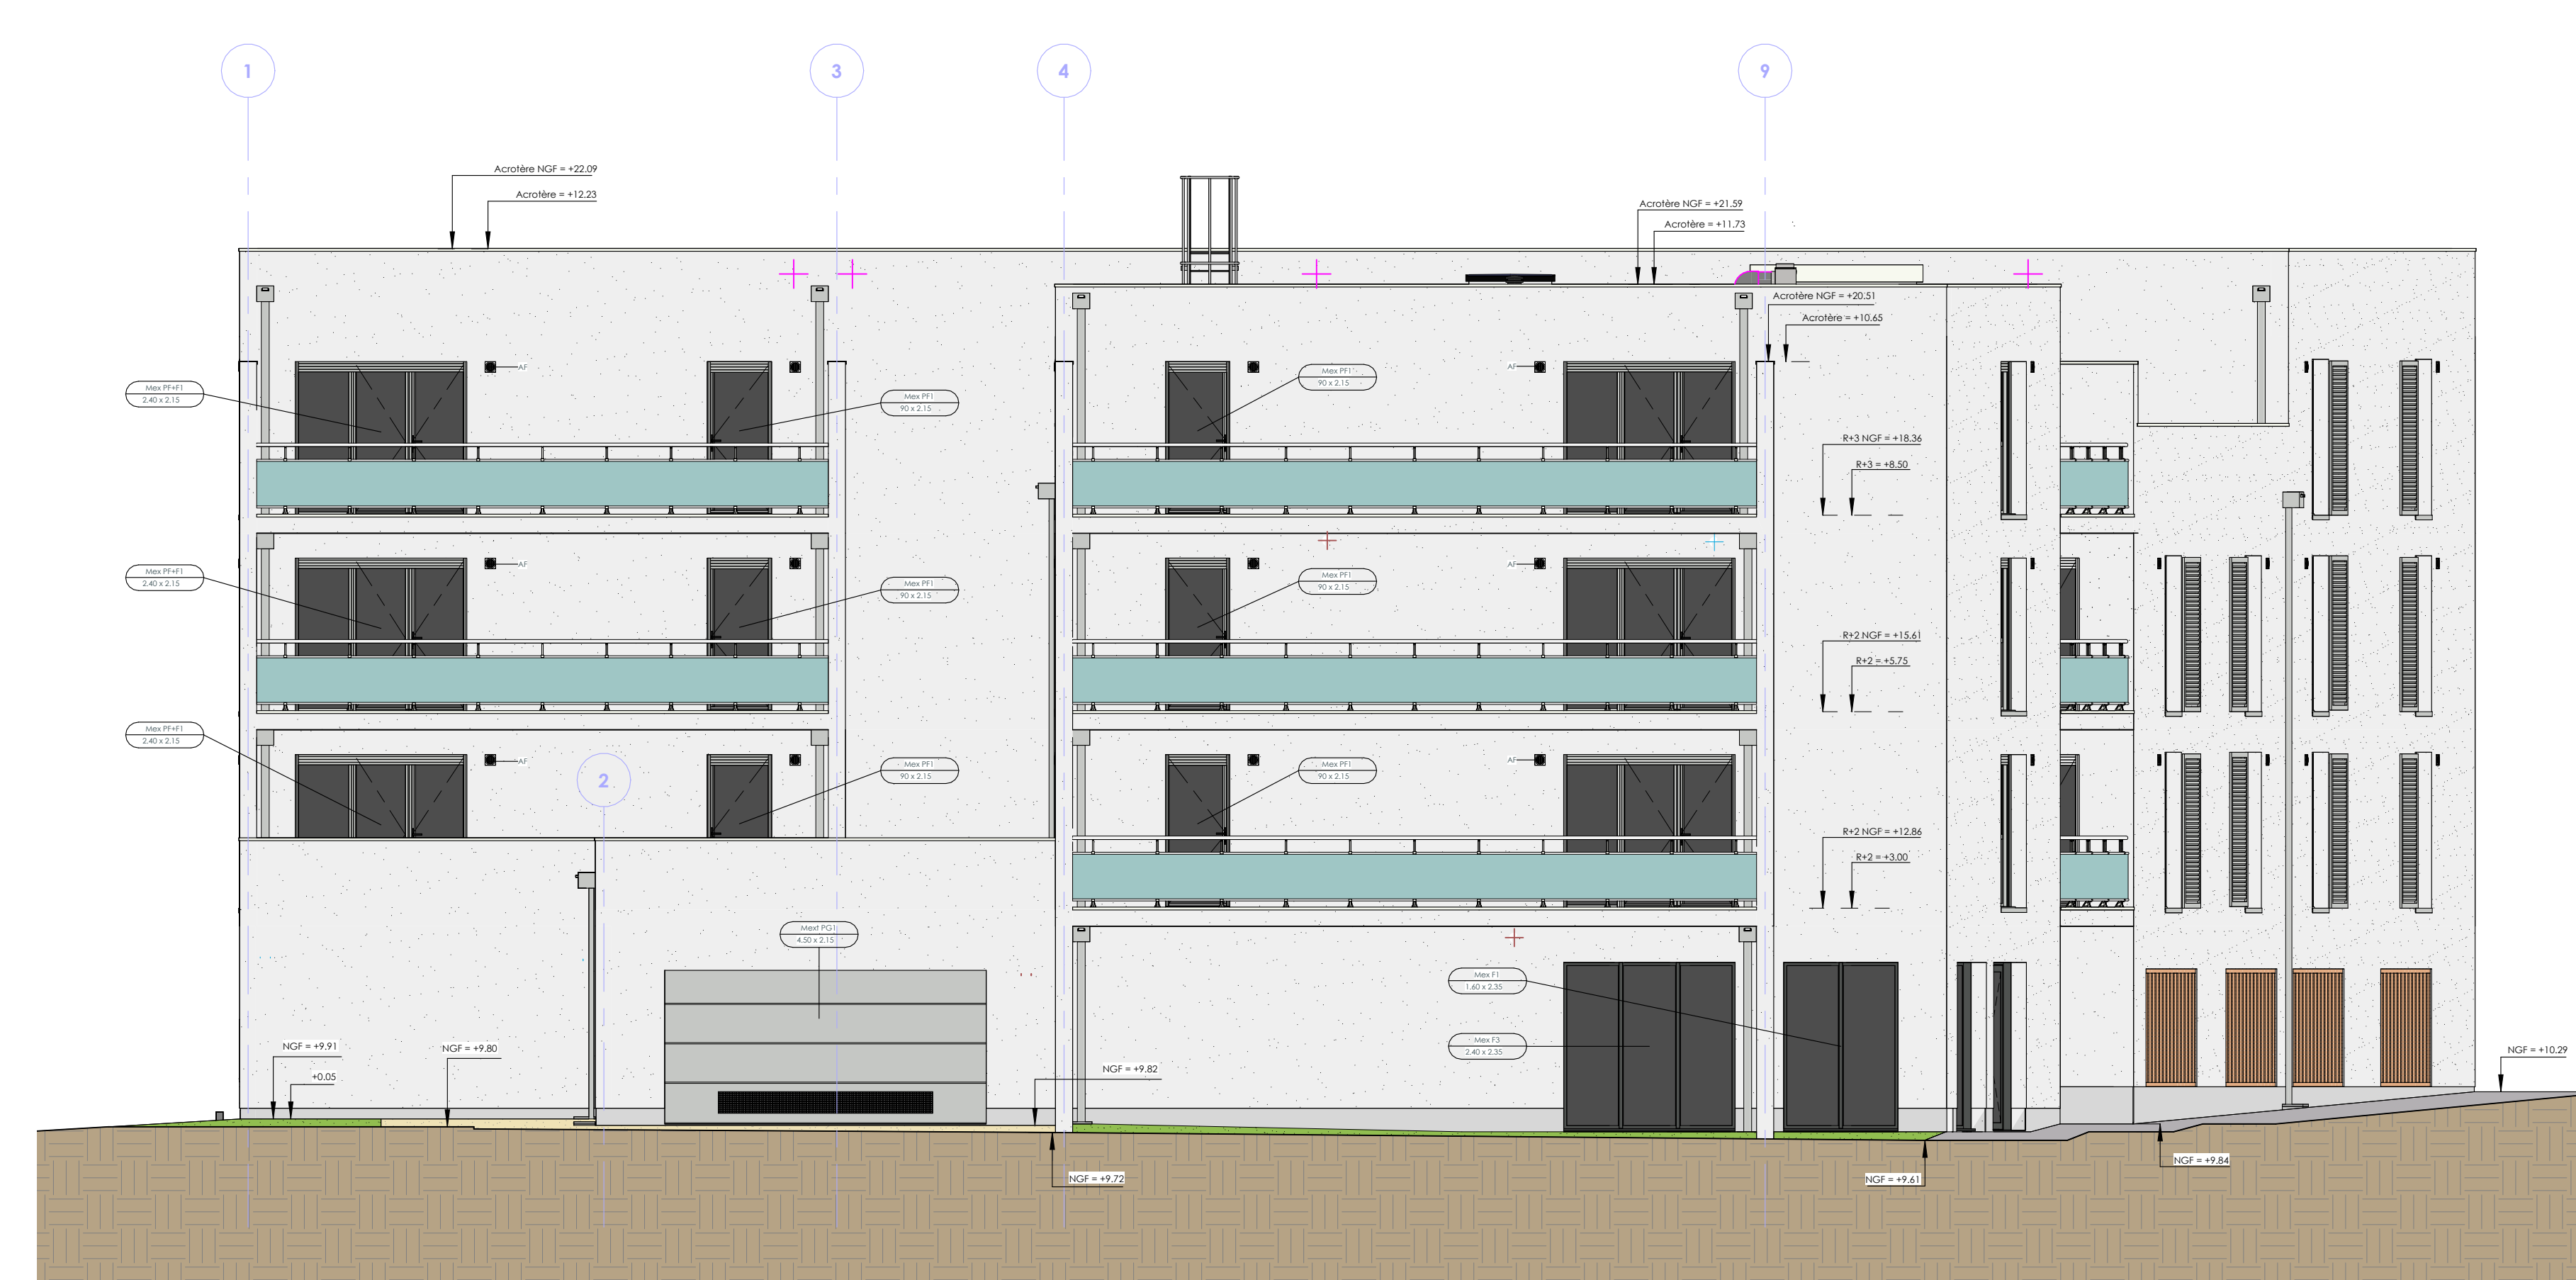 1
3
4
9
Acrotère NGF = +22.09
Acrotère = +12.23
Acrotère NGF = +21.59
Acrotère = +11.73
Acrotère NGF = +20.51
Acrotère = +10.65
Mex PF+F1
2.40 x 2.15
AF
Mex PF1
90 x 2.15
Mex PF1
90 x 2.15
AF
R+3 NGF = +18.36
R+3 = +8.50
Mex PF+F1
2.40 x 2.15
AF
Mex PF1
90 x 2.15
Mex PF1
90 x 2.15
AF
R+2 NGF = +15.61
R+2 = +5.75
Mex PF+F1
2.40 x 2.15
AF
2
Mex PF1
90 x 2.15
Mex PF1
90 x 2.15
AF
R+2 NGF = +12.86
R+2 = +3.00
Mext PG1
4.50 x 2.15
Mex F1
1.60 x 2.35
Mex F3
2.40 x 2.35
NGF = +9.91
+0.05
NGF = +9.80
NGF = +9.82
NGF = +10.29
NGF = +9.72
NGF = +9.61
NGF = +9.84